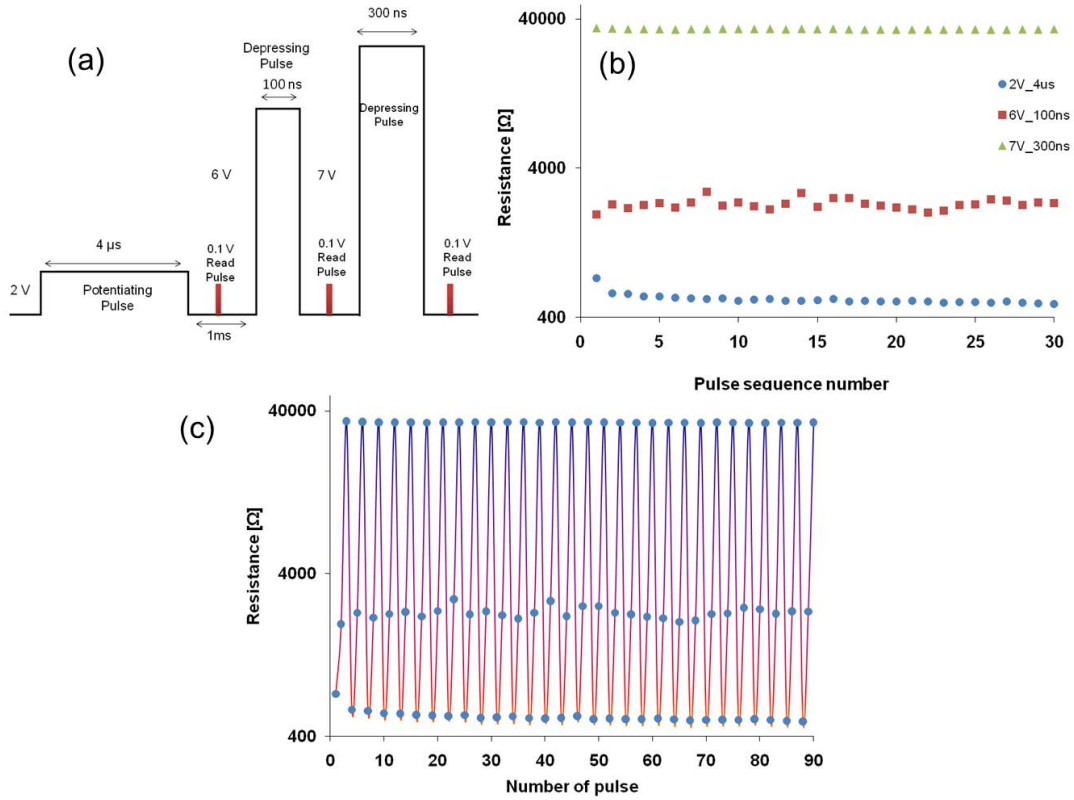 (a)
300 ns
Depressing
Pulse
100 ns
Depressing
Pulse
6 V
7 V
4 µs
0.1 V
Read
Pulse
0.1 V
Read
Pulse
0.1 V
Read
Pulse
2 V
Potentiating
Pulse
1ms
(b)
40000
4000
400
Resistance [Ω]
2V_4us
6V_100ns
7V_300ns
0 5 10 15 20 25 30
Pulse sequence number
(c)
40000
4000
400
Resistance [Ω]
0 10 20 30 40 50 60 70 80 90
Number of pulse